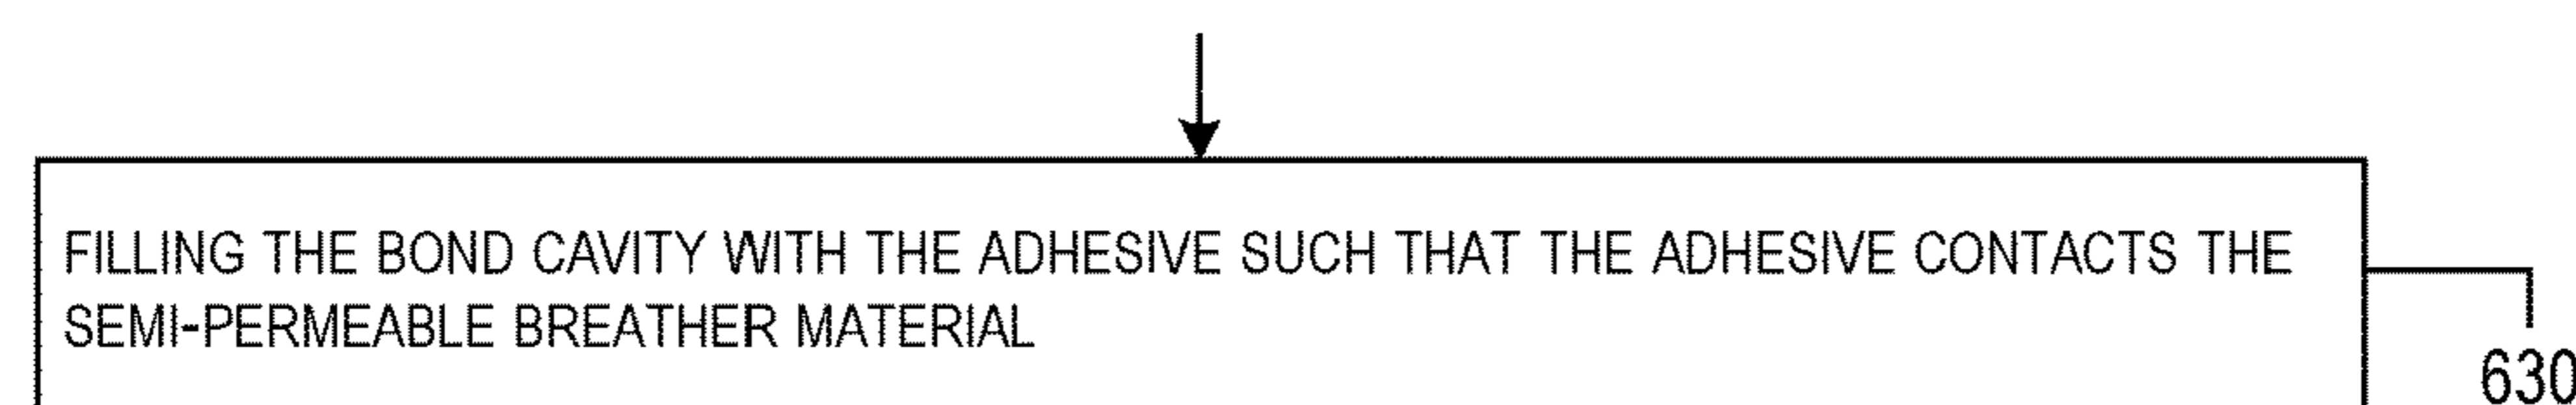 FILLING THE BOND CAVITY WITH THE ADHESIVE SUCH THAT THE ADHESIVE CONTACTS THE
SEMI-PERMEABLE BREATHER MATERIAL
630